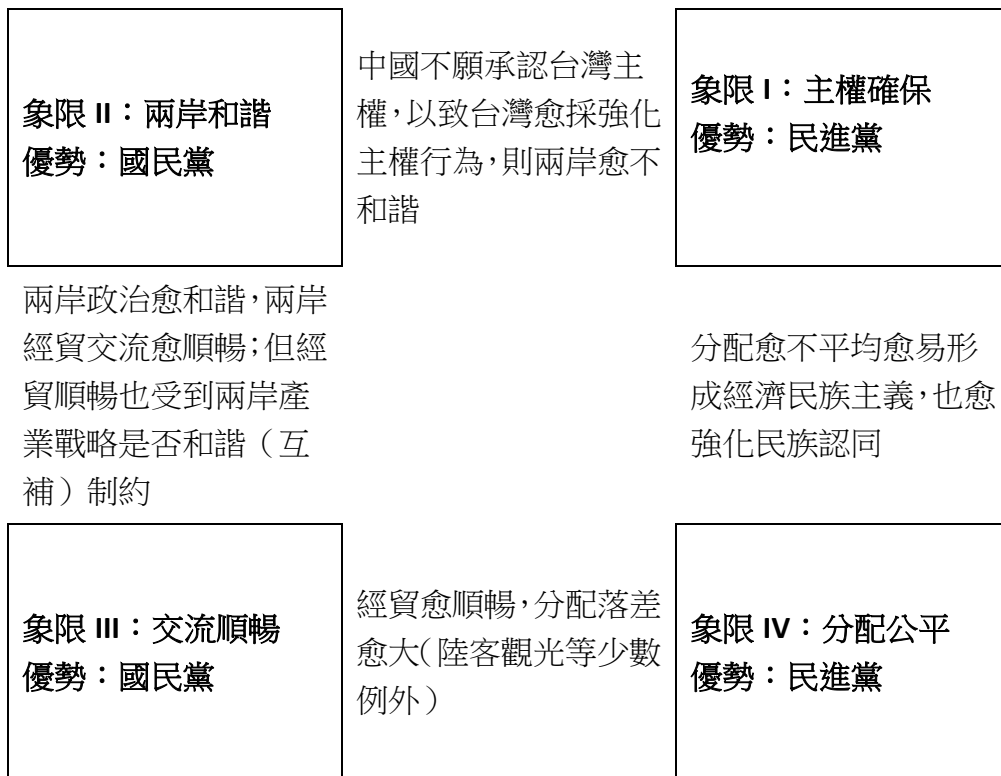 象限 II：兩岸和諧
優勢：國民黨
中國不願承認台灣主
權，以致台灣愈採強化
主權行為，則兩岸愈不
和諧
象限 I：主權確保
優勢：民進黨
兩岸政治愈和諧，兩岸
經貿交流愈順暢；但經
貿順暢也受到兩岸產
業戰略是否和諧（互
補）制約
分配愈不平均愈易形
成經濟民族主義，也愈
強化民族認同
象限 III：交流順暢
優勢：國民黨
經貿愈順暢，分配落差
愈大（陸客觀光等少數
例外）
象限 IV：分配公平
優勢：民進黨